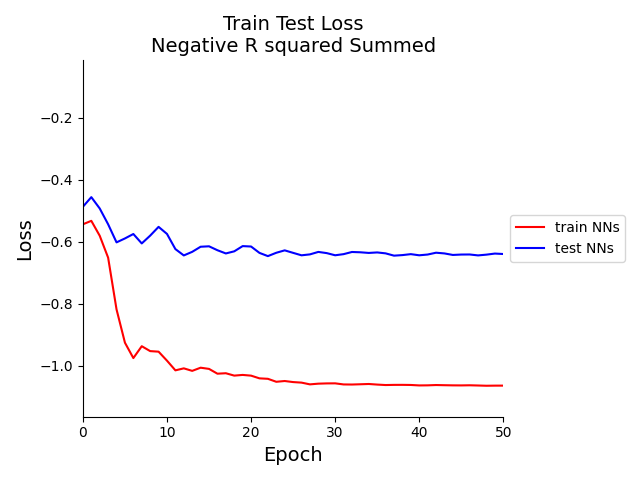 Train Test Loss
Negative R squared Summed
Loss
−0.2
−0.4
−0.6
−0.8
−1.0
0
10
20
30
40
50
Epoch
train NNs
test NNs